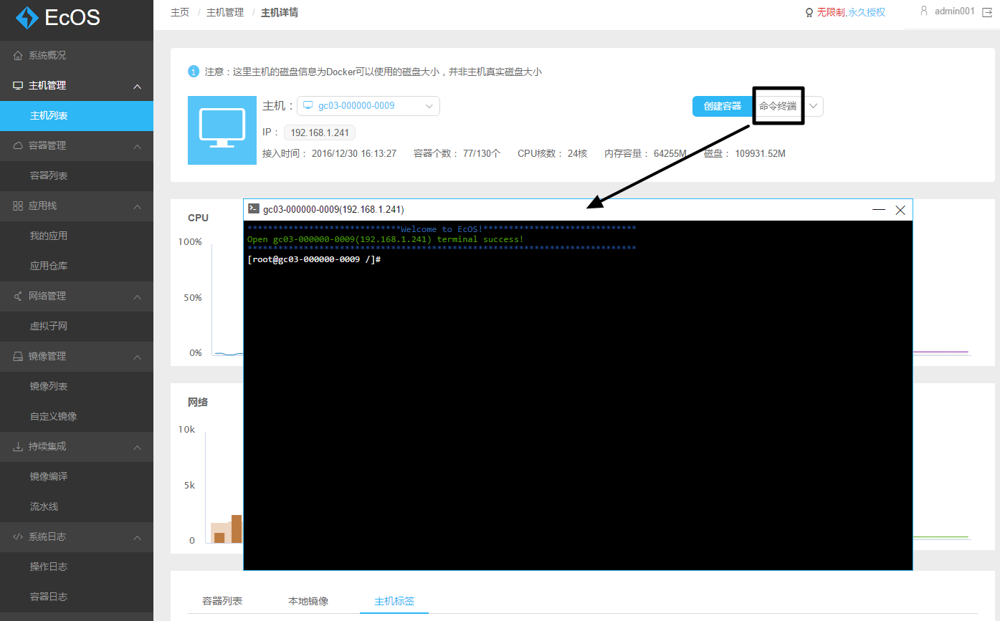 EcOS
主页 / 主机管理 / 主机详情
无限制,永久授权
admin001
系统概况
主机管理
主机列表
容器管理
容器列表
应用栈
我的应用
应用仓库
网络管理
虚拟子网
镜像管理
镜像列表
自定义镜像
持续集成
镜像编译
流水线
系统日志
操作日志
容器日志
注意：这里主机的磁盘信息为Docker可以使用的磁盘大小，并非主机真实磁盘大小
主机： gc03-000000-0009
创建容器 命令终端
IP： 192.168.1.241
接入时间： 2016/12/30 16:13:27 容器个数： 77/130个 CPU核数： 24核 内存容量： 64255M 磁盘： 109931.52M
CPU
100%
50%
0%
网络
10k
5k
0
gc03-000000-0009(192.168.1.241)
******************************Welcome to EcOS!******************************
Open gc03-000000-0009(192.168.1.241) terminal success!
****************************************************************************
[root@gc03-000000-0009 /]#
容器列表 本地镜像 主机标签